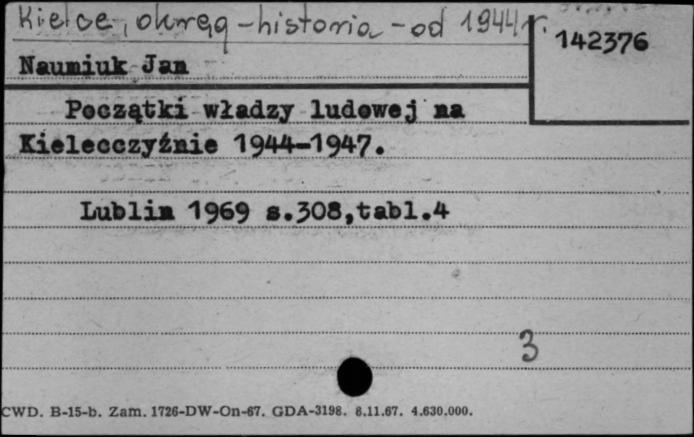 Kielce, okręg - historia - od 1944 r.
142376
Naumiuk Jan
Początki władzy ludowej na
Kielecczyźnie 1944-1947.
Lublin 1969 s.308,tabl.4
3
CWD. B-15-b. Zam. 1726-DW-On-67. GDA-3198. 8.11.67. 4.630.000.